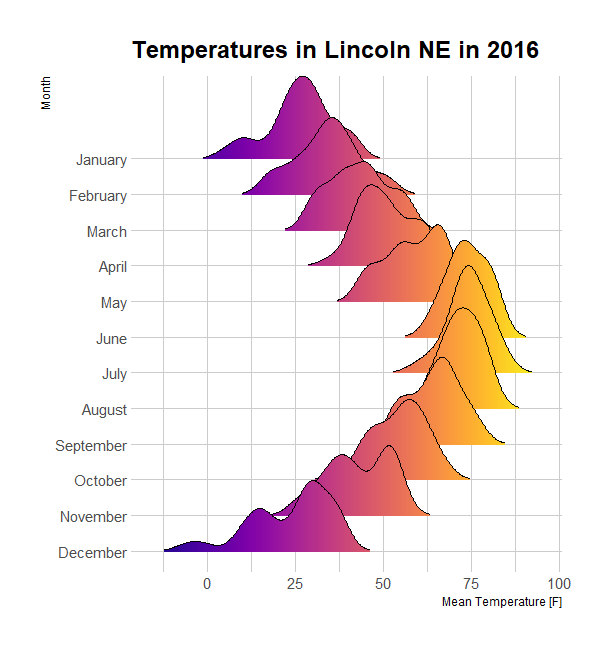 Temperatures in Lincoln NE in 2016
Month
January
February
March
April
May
June
July
August
September
October
November
December
0 25 50 75 100
Mean Temperature [F]